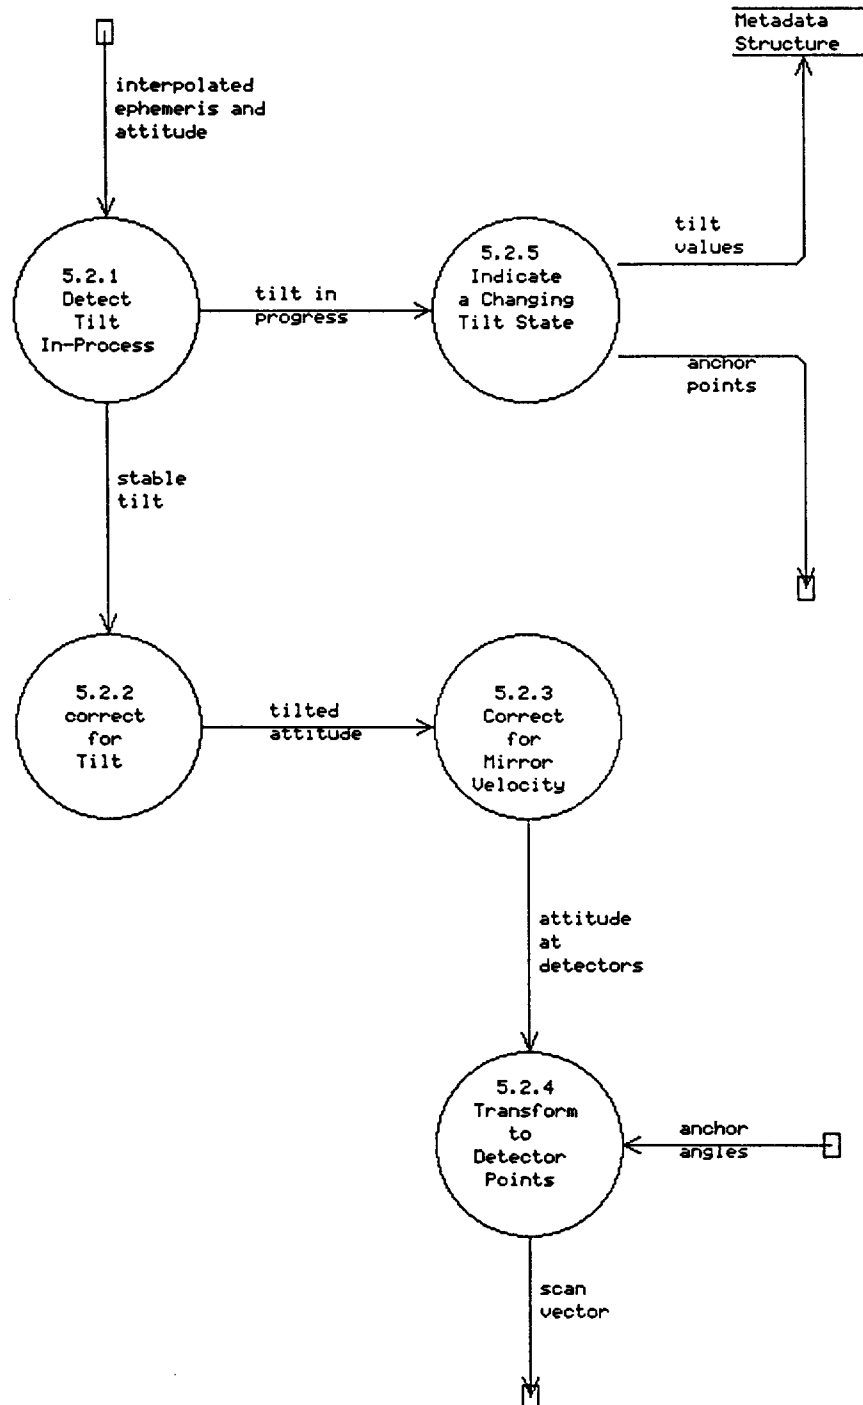 Metadata
Structure
interpolated
ephemeris and
attitude
5.2.1
Detect
Tilt
In-Process
tilt in
progress
5.2.5
Indicate
a Changing
Tilt State
tilt
values
anchor
points
stable
tilt
5.2.2
correct
for
Tilt
tilted
attitude
5.2.3
Correct
for
Mirror
Velocity
attitude
at
detectors
5.2.4
Transform
to
Detector
Points
anchor
angles
scan
vector